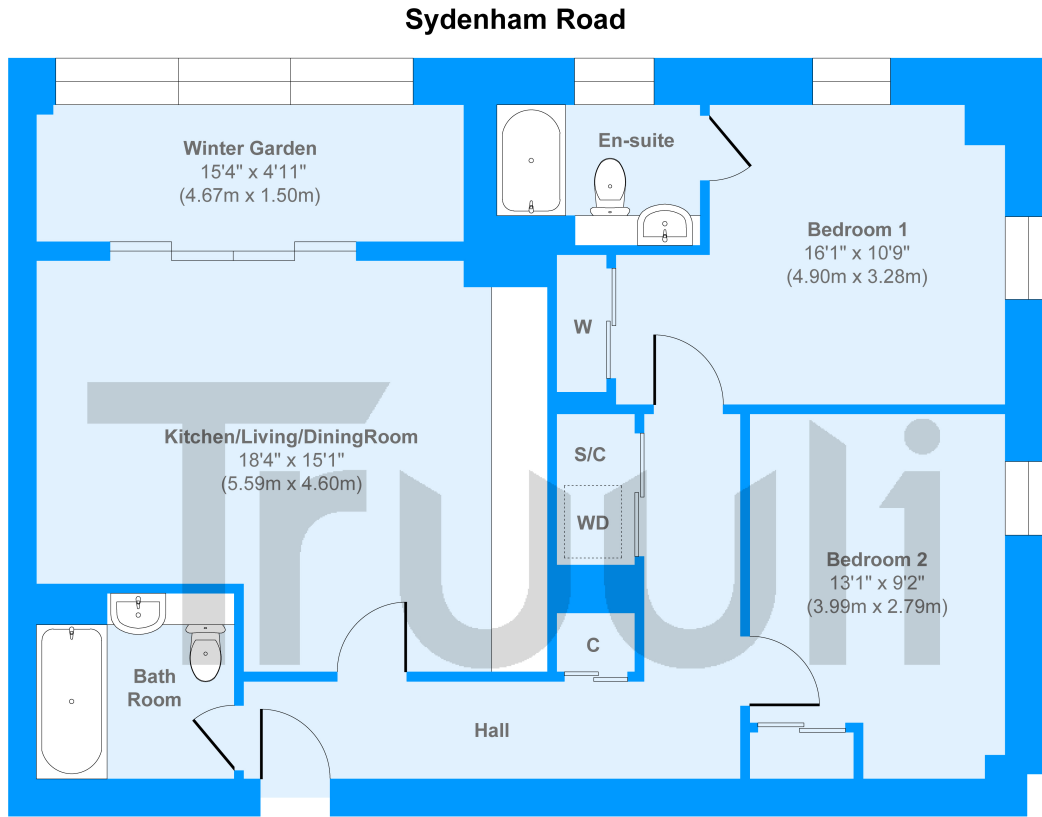 Sydenham Road
Winter Garden
15'4" x 4'11"
(4.67m x 1.50m)
En-suite
Bedroom 1
16'1" x 10'9"
(4.90m x 3.28m)
W
Kitchen/Living/DiningRoom
18'4" x 15'1"
(5.59m x 4.60m)
S/C
WD
Bedroom 2
13'1" x 9'2"
(3.99m x 2.79m)
C
Bath
Room
Hall
Truuli